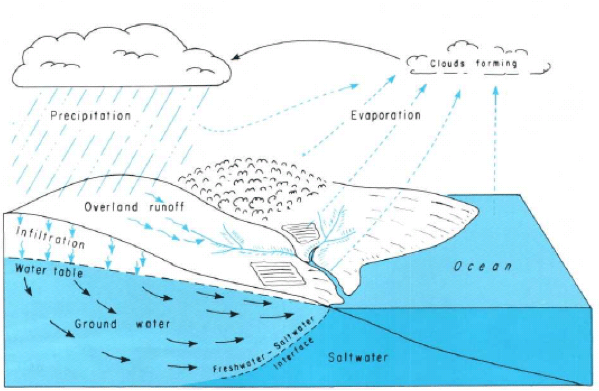 Clouds forming
Precipitation
Evaporation
Overland runoff
Infiltration
Water table
Ocean
Ground water
Freshwater-Saltwater
Interface
Saltwater